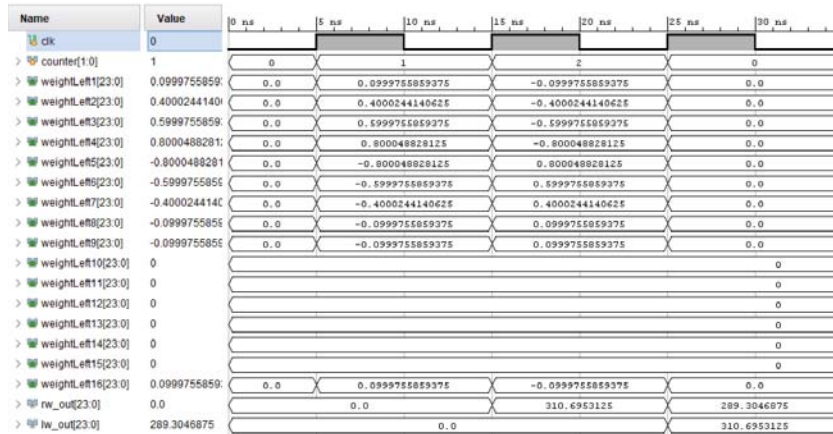 Name Value 0 ns 5 ns 10 ns 15 ns 20 ns 25 ns 30 ns
clk 0
counter[1:0] 1 0 1 2 0
weightLeft1[23:0] 0.0999755859 0.0 0.0999755859375 -0.0999755859375 0.0
weightLeft2[23:0] 0.400024414 0.0 0.4000244140625 -0.4000244140625 0.0
weightLeft3[23:0] 0.599975585 0.0 0.5999755859375 -0.5999755859375 0.0
weightLeft4[23:0] 0.80004882812 0.0 0.800048828125 -0.800048828125 0.0
weightLeft5[23:0] -0.8000488281 0.0 -0.800048828125 0.800048828125 0.0
weightLeft6[23:0] -0.599975585 0.0 -0.5999755859375 0.5999755859375 0.0
weightLeft7[23:0] -0.400024414 0.0 -0.4000244140625 0.4000244140625 0.0
weightLeft8[23:0] -0.099975585 0.0 -0.0999755859375 0.0999755859375 0.0
weightLeft9[23:0] -0.099975585 0.0 -0.0999755859375 0.0999755859375 0.0
weightLeft10[23:0] 0 0
weightLeft11[23:0] 0 0
weightLeft12[23:0] 0 0
weightLeft13[23:0] 0 0
weightLeft14[23:0] 0 0
weightLeft15[23:0] 0 0
weightLeft16[23:0] 0.0999755859 0.0 0.0999755859375 -0.0999755859375 0.0
rw_out[23:0] 0.0 0.0 310.6953125 289.3046875
lw_out[23:0] 289.3046875 0.0 310.6953125